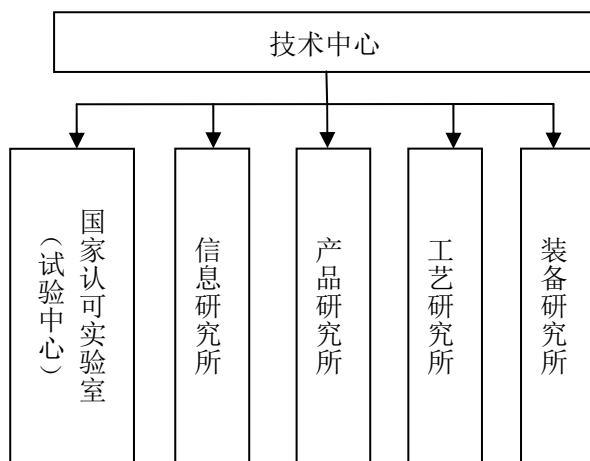 技术中心
国家认可实验室
（试验中心）
信息研究所
产品研究所
工艺研究所
装备研究所